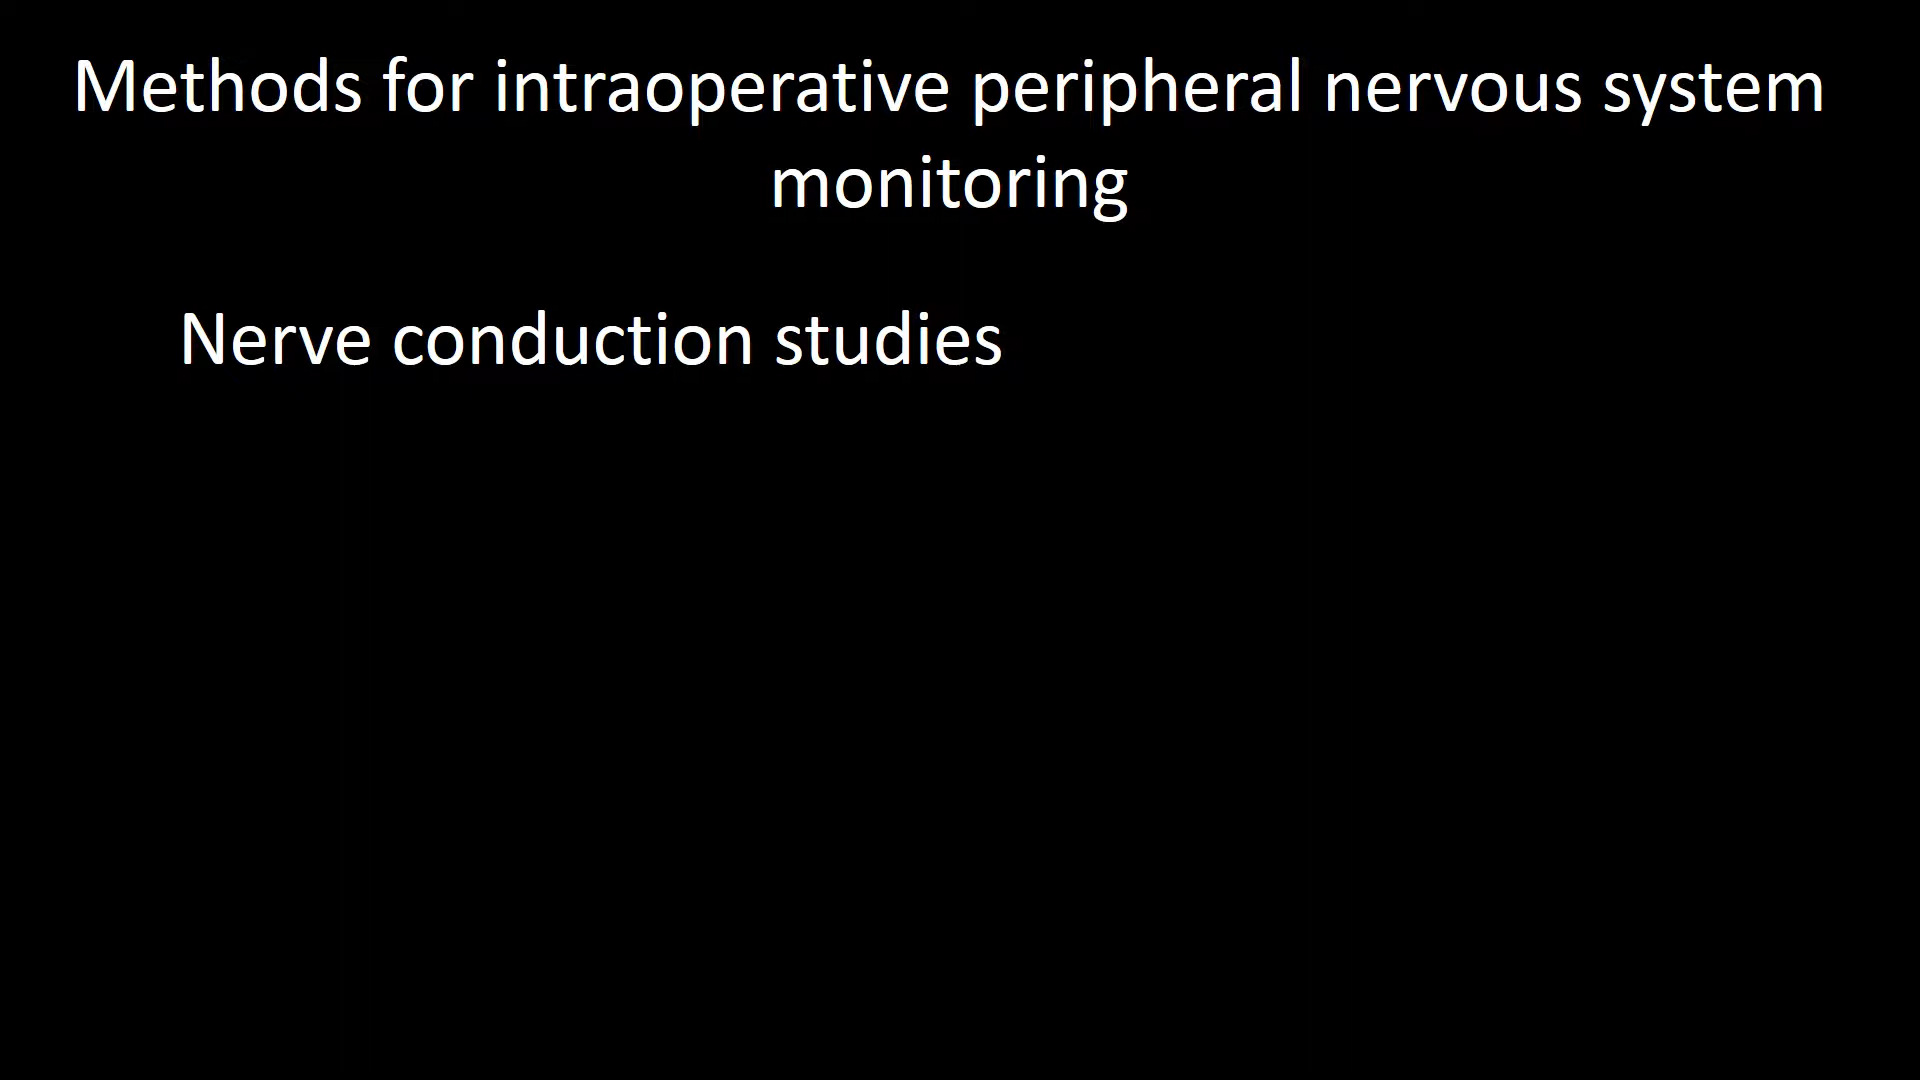 Methods for intraoperative peripheral nervous system
monitoring
Nerve conduction studies